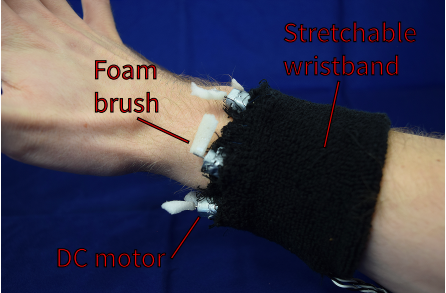 Stretchable
wristband
Foam
brush
DC motor